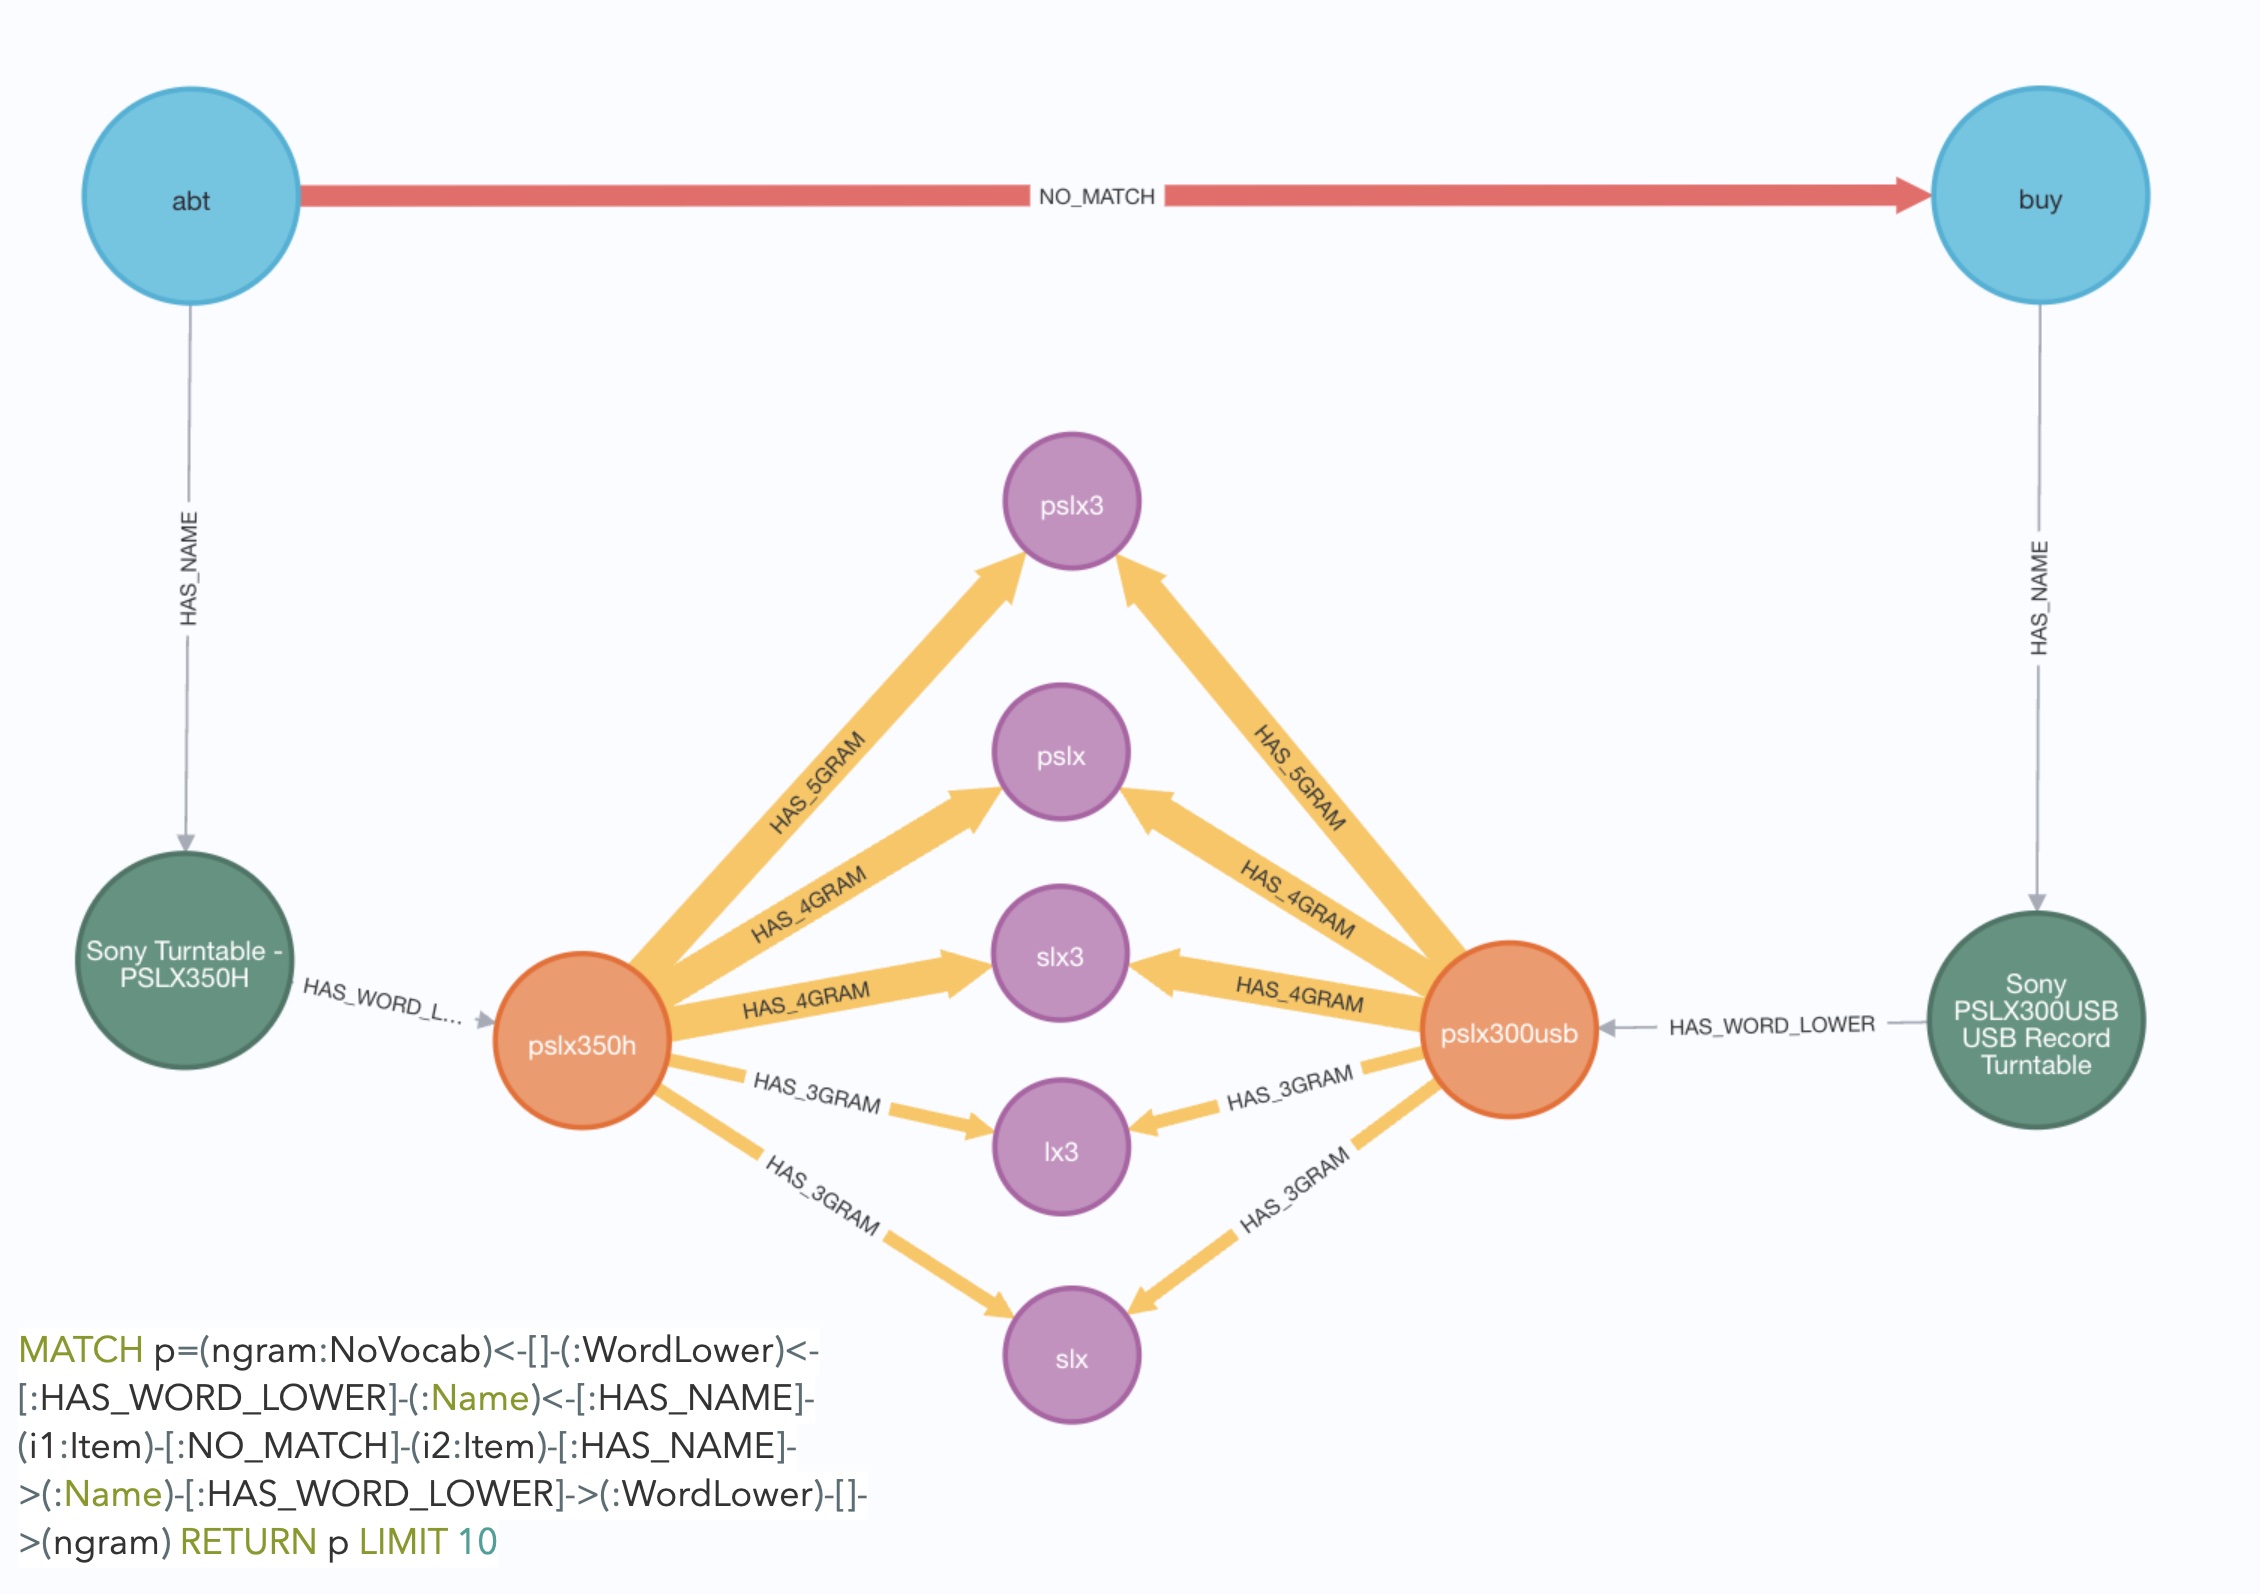 abt
NO_MATCH
buy
HAS_NAME
HAS_NAME
pslx3
HAS_5GRAM
HAS_5GRAM
pslx
HAS_4GRAM
HAS_4GRAM
slx3
HAS_4GRAM
HAS_4GRAM
Sony Turntable -
PSLX350H
HAS_WORD_L...
pslx350h
pslx300usb
HAS_WORD_LOWER
Sony
PSLX300USB
USB Record
Turntable
HAS_3GRAM
HAS_3GRAM
lx3
HAS_3GRAM
HAS_3GRAM
slx
MATCH p=(ngram:NoVocab)<-[]-(:WordLower)<-
[:HAS_WORD_LOWER]-(:Name)<-[:HAS_NAME]-
(i1:Item)-[:NO_MATCH]-(i2:Item)-[:HAS_NAME]-
>(:Name)-[:HAS_WORD_LOWER]->(:WordLower)-[]-
>(ngram) RETURN p LIMIT 10